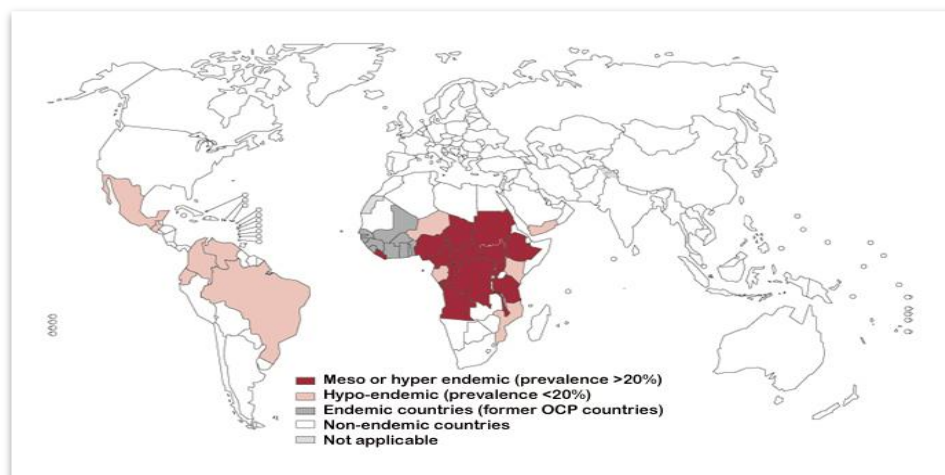 Meso or hyper endemic (prevalence >20%)
Hypo-endemic (prevalence <20%)
Endemic countries (former OCP countries)
Non-endemic countries
Not applicable